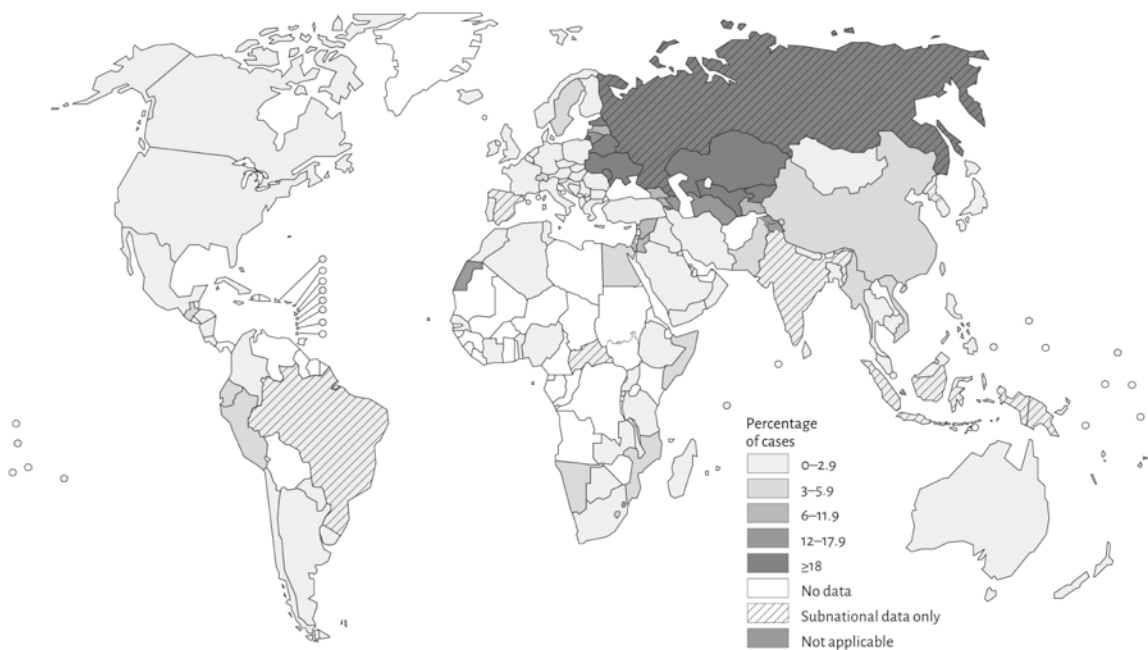 Percentage
of cases
0–2.9
3–5.9
6–11.9
12–17.9
≥18
No data
Subnational data only
Not applicable